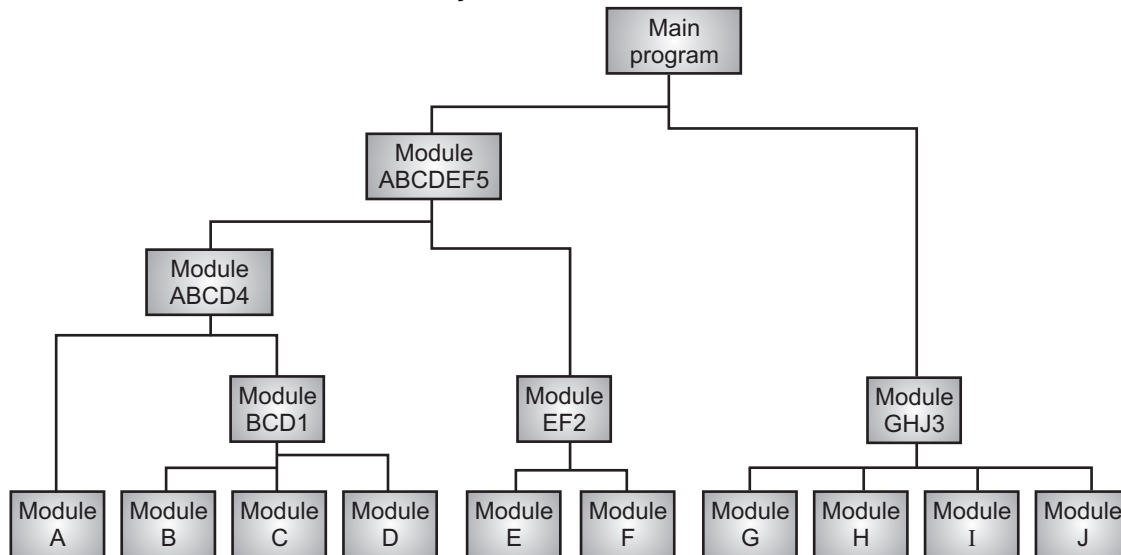 Main
program
Module
ABCDEF5
Module
ABCD4
Module
BCD1
Module
EF2
Module
GHJ3
Module
A
Module
B
Module
C
Module
D
Module
E
Module
F
Module
G
Module
H
Module
I
Module
J